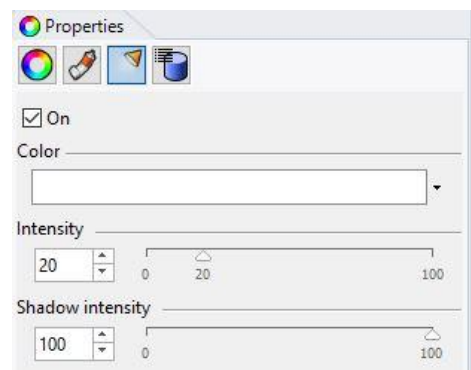 Properties
On
Color
Intensity
20
0 20 100
Shadow intensity
100
0 100